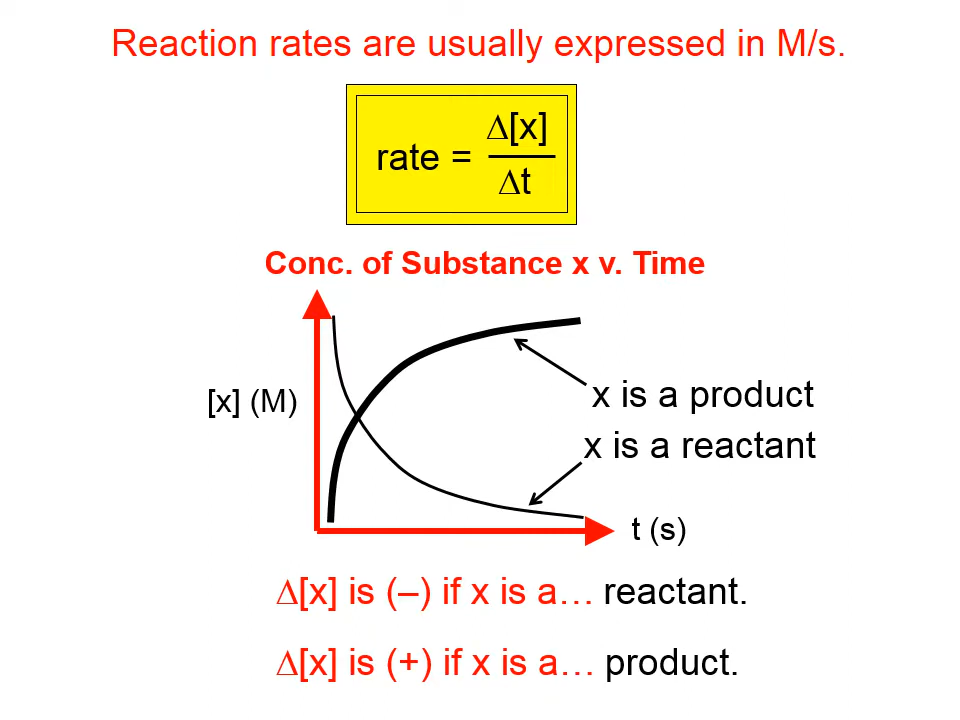 Reaction rates are usually expressed in M/s.
rate = Δ[x]
Δt
Conc. of Substance x v. Time
[x] (M)
x is a product
x is a reactant
t (s)
Δ[x] is (–) if x is a… reactant.
Δ[x] is (+) if x is a… product.